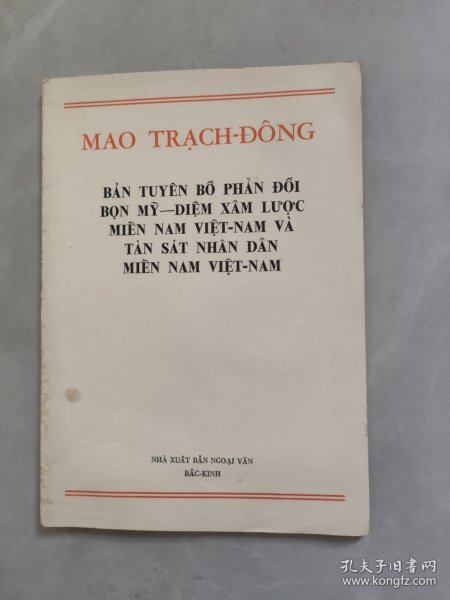 MAO TRẠCH-ĐÔNG
BẢN TUYÊN BỐ PHẢN ĐỐI
BỌN MỸ—DIỆM XÂM LƯỢC
MIỀN NAM VIỆT-NAM VÀ
TÀN SÁT NHÂN DÂN
MIỀN NAM VIỆT-NAM
NHÀ XUẤT BẢN NGOẠI VĂN
BẮC-KINH
孔夫子旧书网
www.kongfz.com